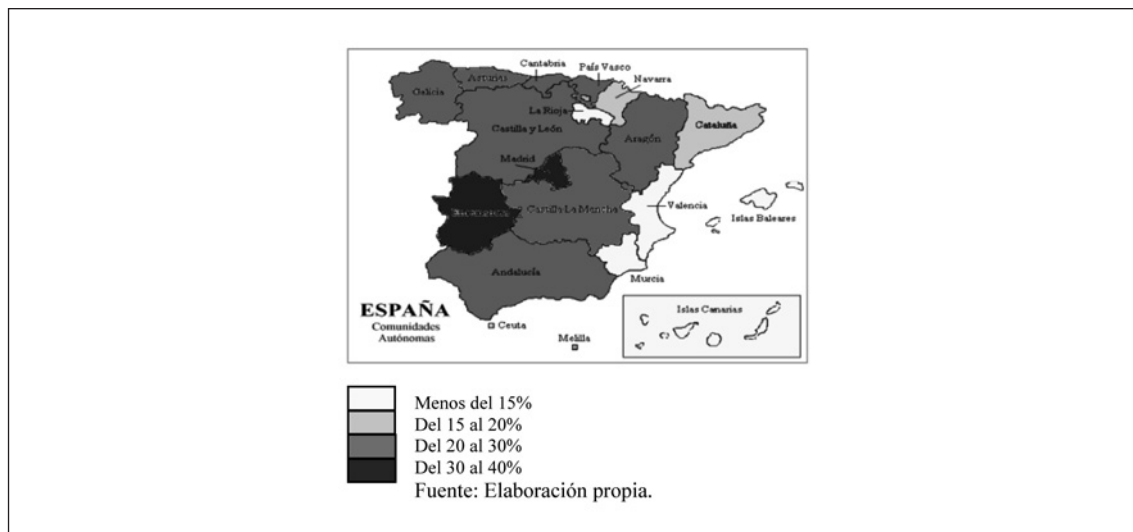 Cantabria
País Vasco
Asturias
Navarra
Galicia
La Rioja
Castilla y León
Cataluña
Aragón
Madrid
Extremadura
Castilla La Mancha
Valencia
Islas Baleares
Andalucía
Murcia
ESPAÑA
Comunidades
Autónomas
Ceuta
Melilla
Islas Canarias
Menos del 15%
Del 15 al 20%
Del 20 al 30%
Del 30 al 40%
Fuente: Elaboración propia.